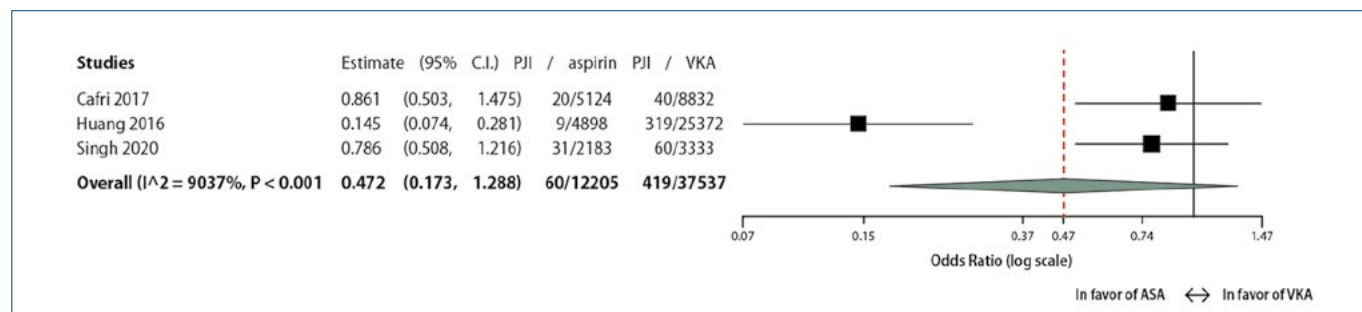 Studies Estimate (95% C.I.) PJI / aspirin PJI / VKA
Cafri 2017 0.861 (0.503, 1.475) 20/5124 40/8832
Huang 2016 0.145 (0.074, 0.281) 9/4898 319/25372
Singh 2020 0.786 (0.508, 1.216) 31/2183 60/3333
Overall (I^2 = 9037%, P < 0.001 0.472 (0.173, 1.288) 60/12205 419/37537
0.07 0.15 0.37 0.47 0.74 1.47
Odds Ratio (log scale)
In favor of ASA ↔ In favor of VKA